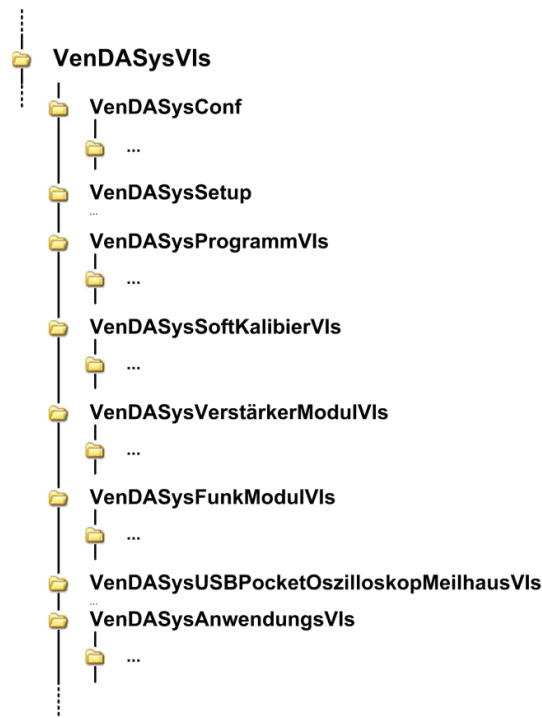 VenDASysVIs
VenDASysConf
...
VenDASysSetup
...
VenDASysProgrammVIs
...
VenDASysSoftKalibierVIs
...
VenDASysVerstärkerModulVIs
...
VenDASysFunkModulVIs
...
VenDASysUSBPocketOszilloskopMeilhausVIs
...
VenDASysAnwendungsVIs
...